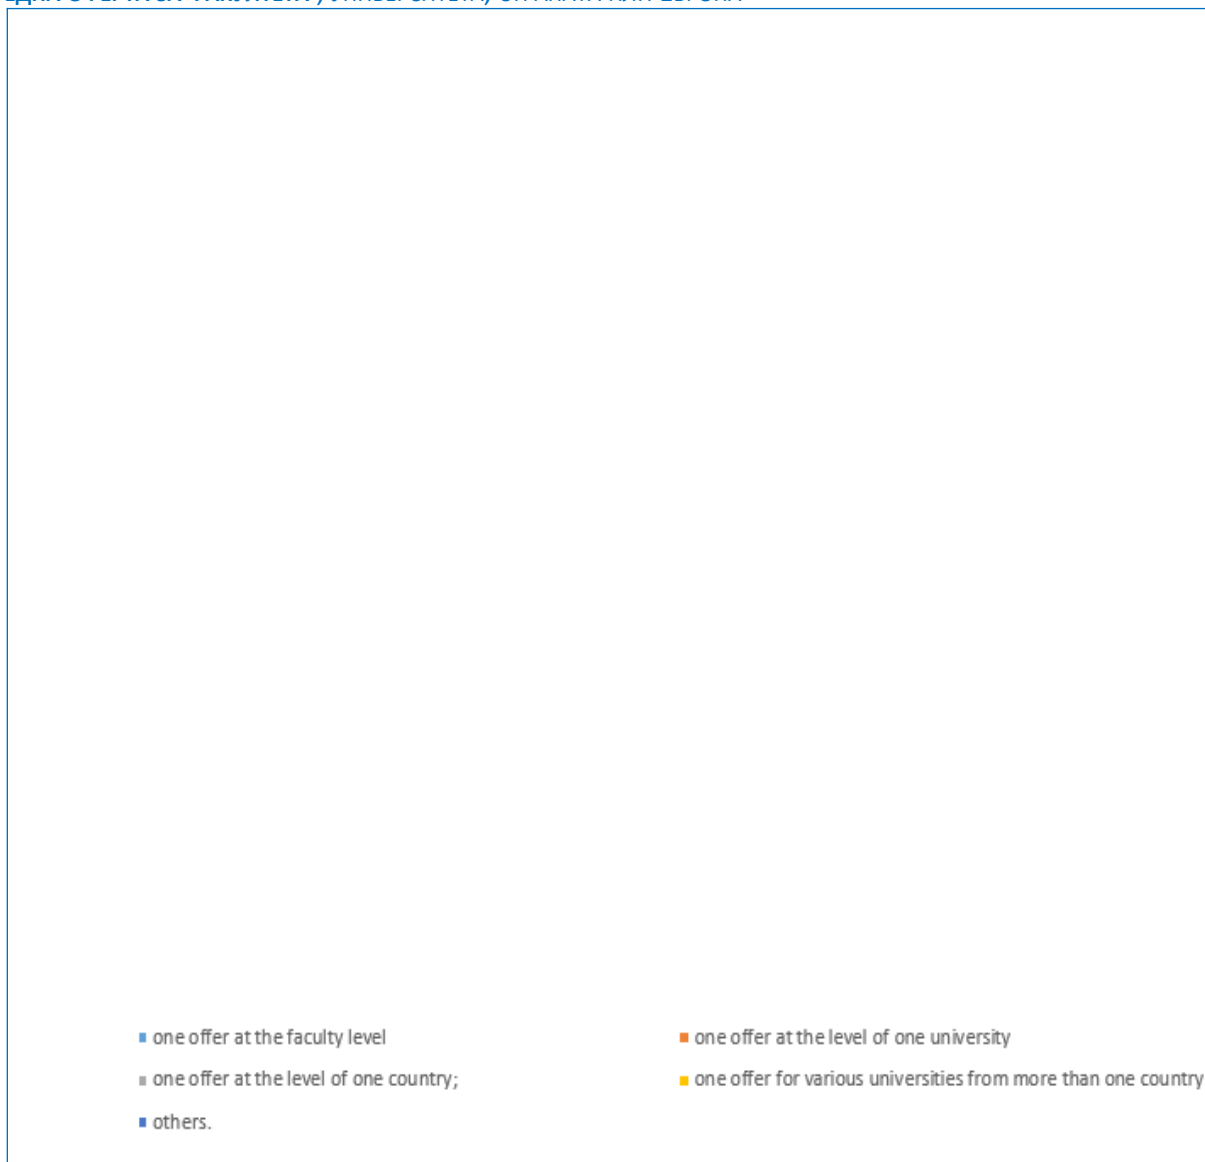 one offer at the faculty level
one offer at the level of one university
one offer at the level of one country;
one offer for various universities from more than one country
others.